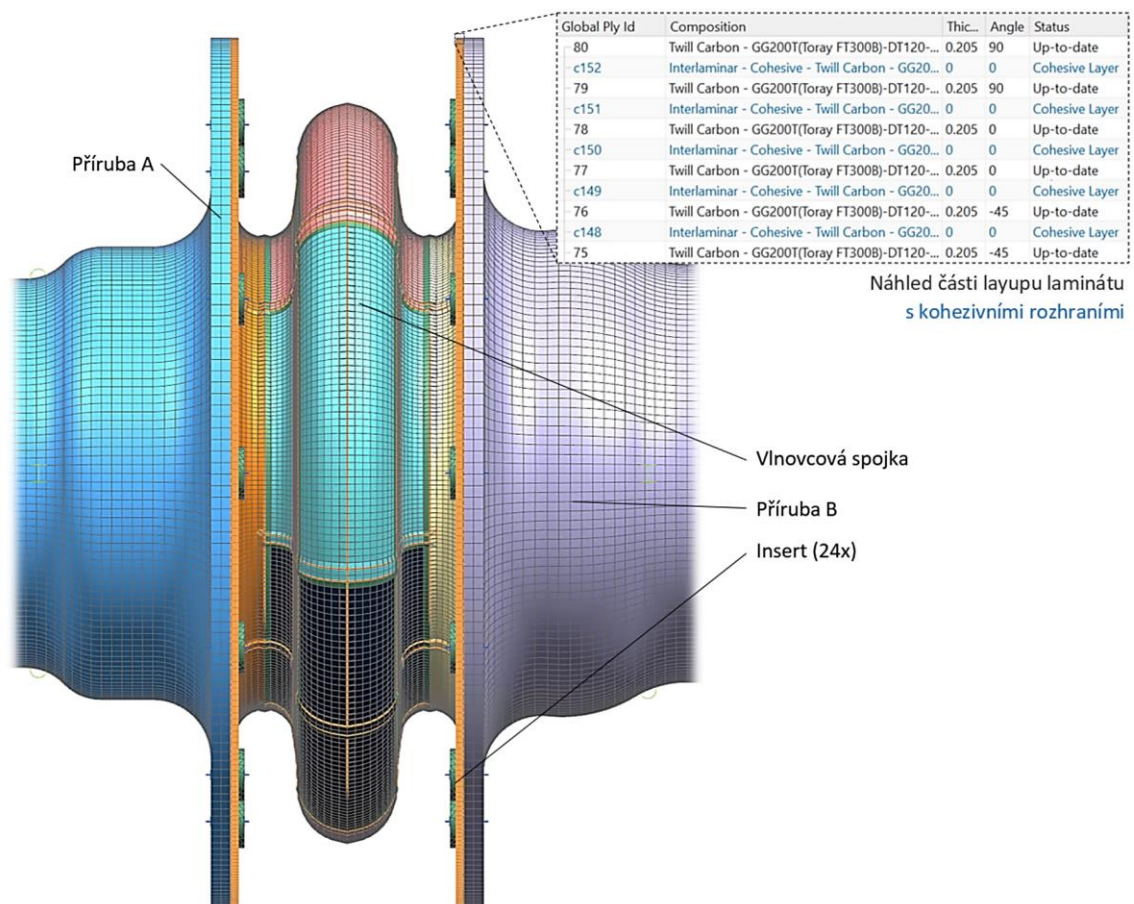 Global Ply Id Composition Thic... Angle Status
80 Twill Carbon - GG200T(Toray FT300B)-DT120-... 0.205 90 Up-to-date
c152 Interlaminar - Cohesive - Twill Carbon - GG20... 0 0 Cohesive Layer
79 Twill Carbon - GG200T(Toray FT300B)-DT120-... 0.205 90 Up-to-date
c151 Interlaminar - Cohesive - Twill Carbon - GG20... 0 0 Cohesive Layer
78 Twill Carbon - GG200T(Toray FT300B)-DT120-... 0.205 0 Up-to-date
c150 Interlaminar - Cohesive - Twill Carbon - GG20... 0 0 Cohesive Layer
77 Twill Carbon - GG200T(Toray FT300B)-DT120-... 0.205 0 Up-to-date
c149 Interlaminar - Cohesive - Twill Carbon - GG20... 0 0 Cohesive Layer
76 Twill Carbon - GG200T(Toray FT300B)-DT120-... 0.205 -45 Up-to-date
c148 Interlaminar - Cohesive - Twill Carbon - GG20... 0 0 Cohesive Layer
75 Twill Carbon - GG200T(Toray FT300B)-DT120-... 0.205 -45 Up-to-date
Náhled části layupu laminátu
s kohezivními rozhraními
Příruba A
Vlnovcová spojka
Příruba B
Insert (24x)